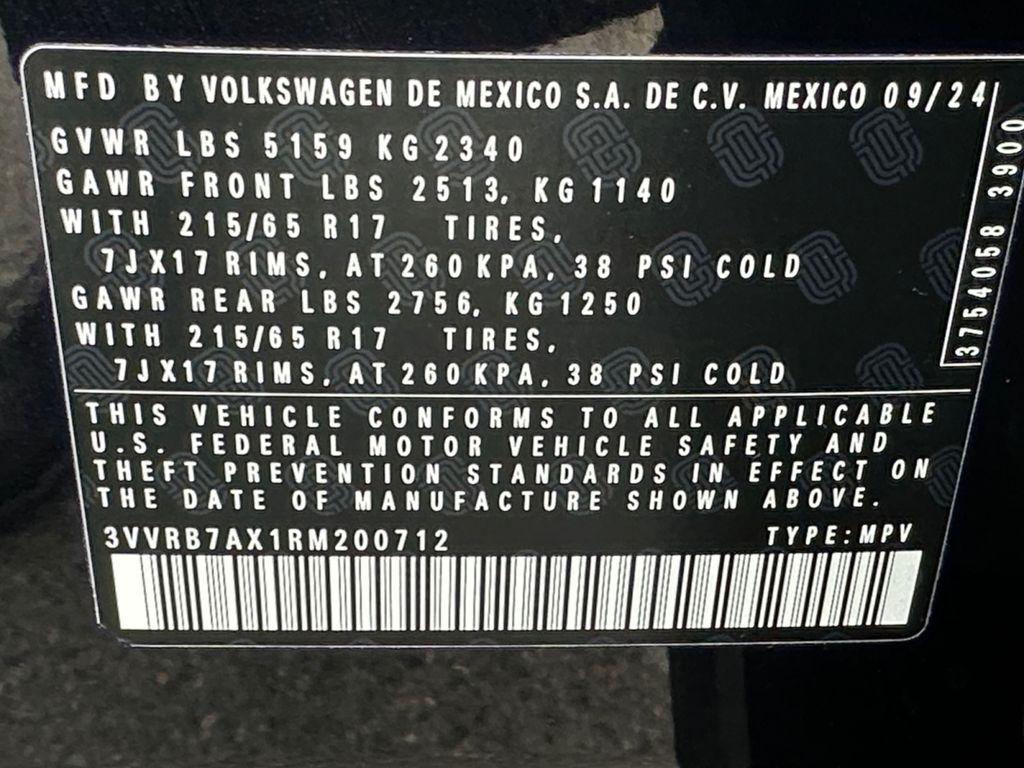 MFD BY VOLKSWAGEN DE MEXICO S.A. DE C.V. MEXICO 09/24
GVWR LBS 5159 KG 2340
GAWR FRONT LBS 2513, KG 1140
WITH 215/65 R17 TIRES,
7JX17 RIMS, AT 260 KPA, 38 PSI COLD
GAWR REAR LBS 2756, KG 1250
WITH 215/65 R17 TIRES,
7JX17 RIMS, AT 260 KPA, 38 PSI COLD
3754058 3900
THIS VEHICLE CONFORMS TO ALL APPLICABLE
U.S. FEDERAL MOTOR VEHICLE SAFETY AND
THEFT PREVENTION STANDARDS IN EFFECT ON
THE DATE OF MANUFACTURE SHOWN ABOVE.
3VVRB7AX1RM200712 TYPE:MPV